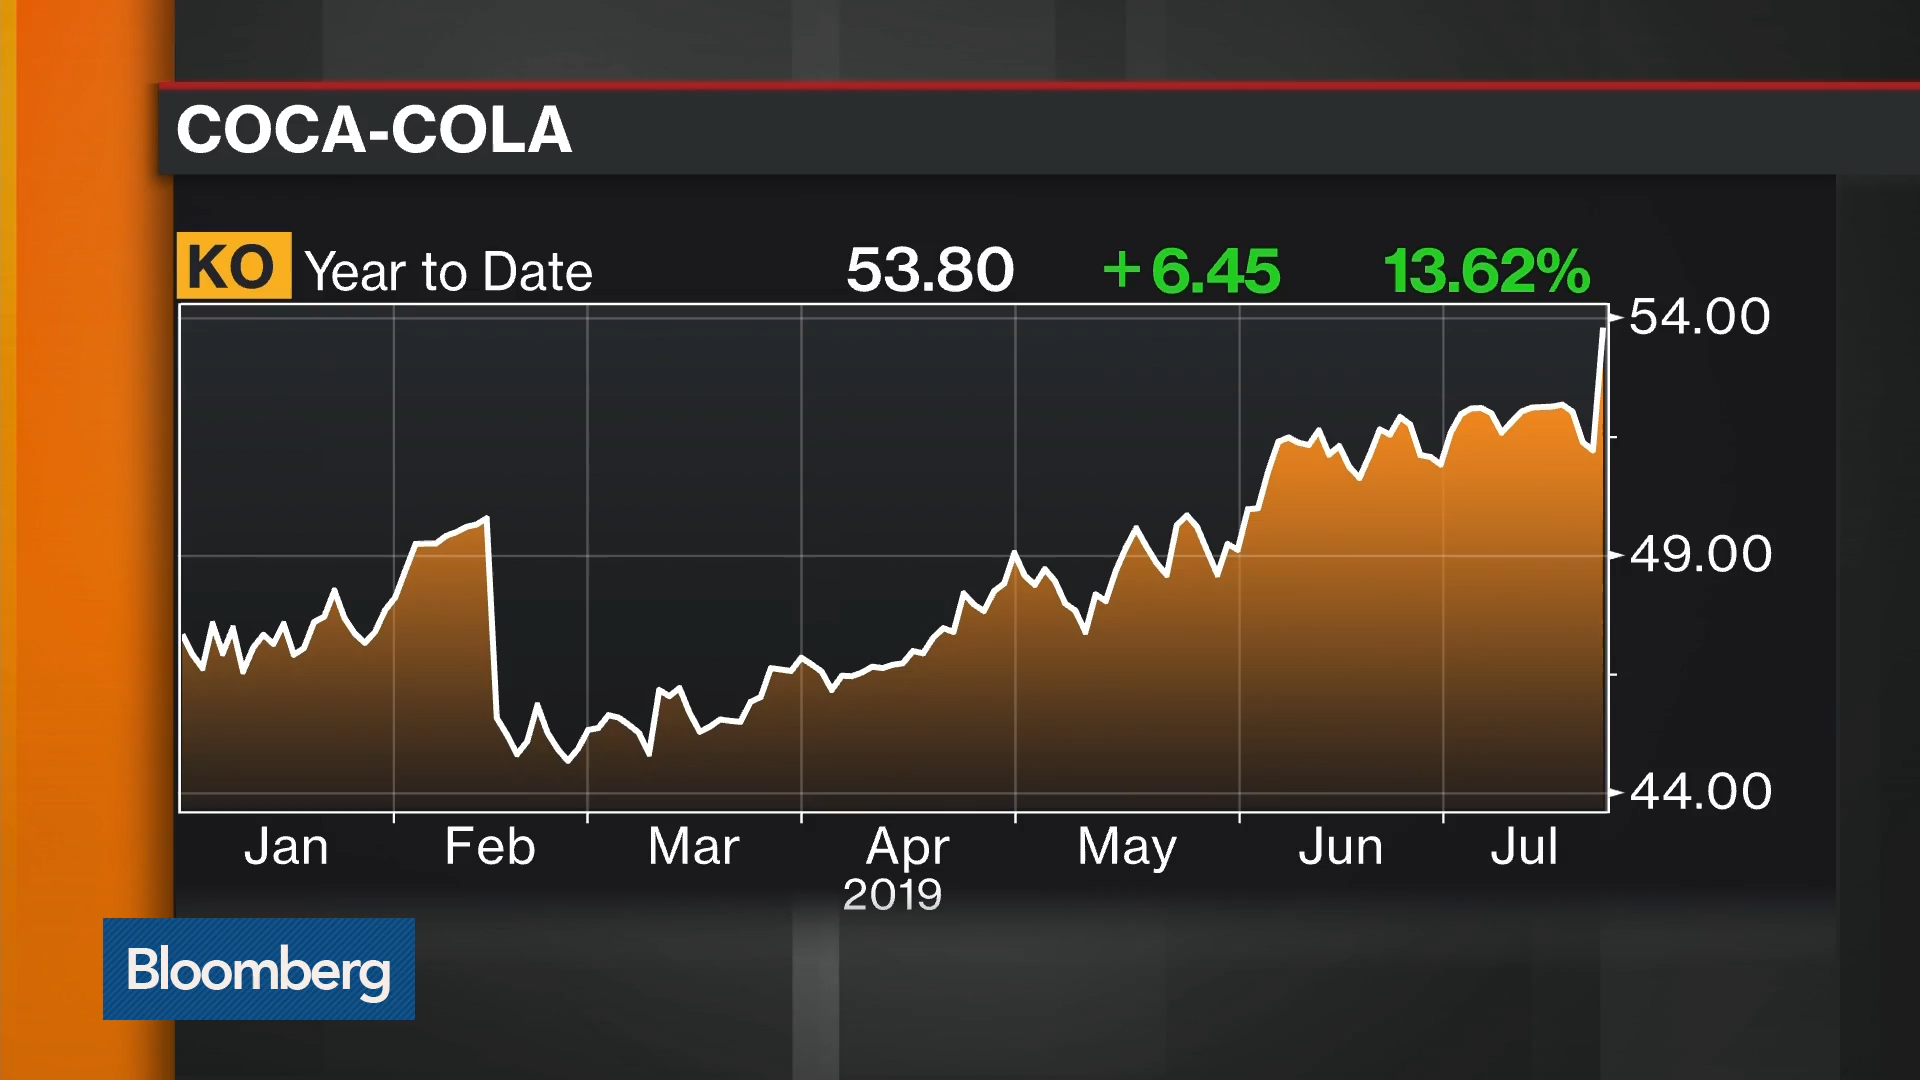 COCA-COLA
KO Year to Date 53.80 +6.45 13.62%
54.00
49.00
44.00
Jan Feb Mar Apr May Jun Jul
2019
Bloomberg